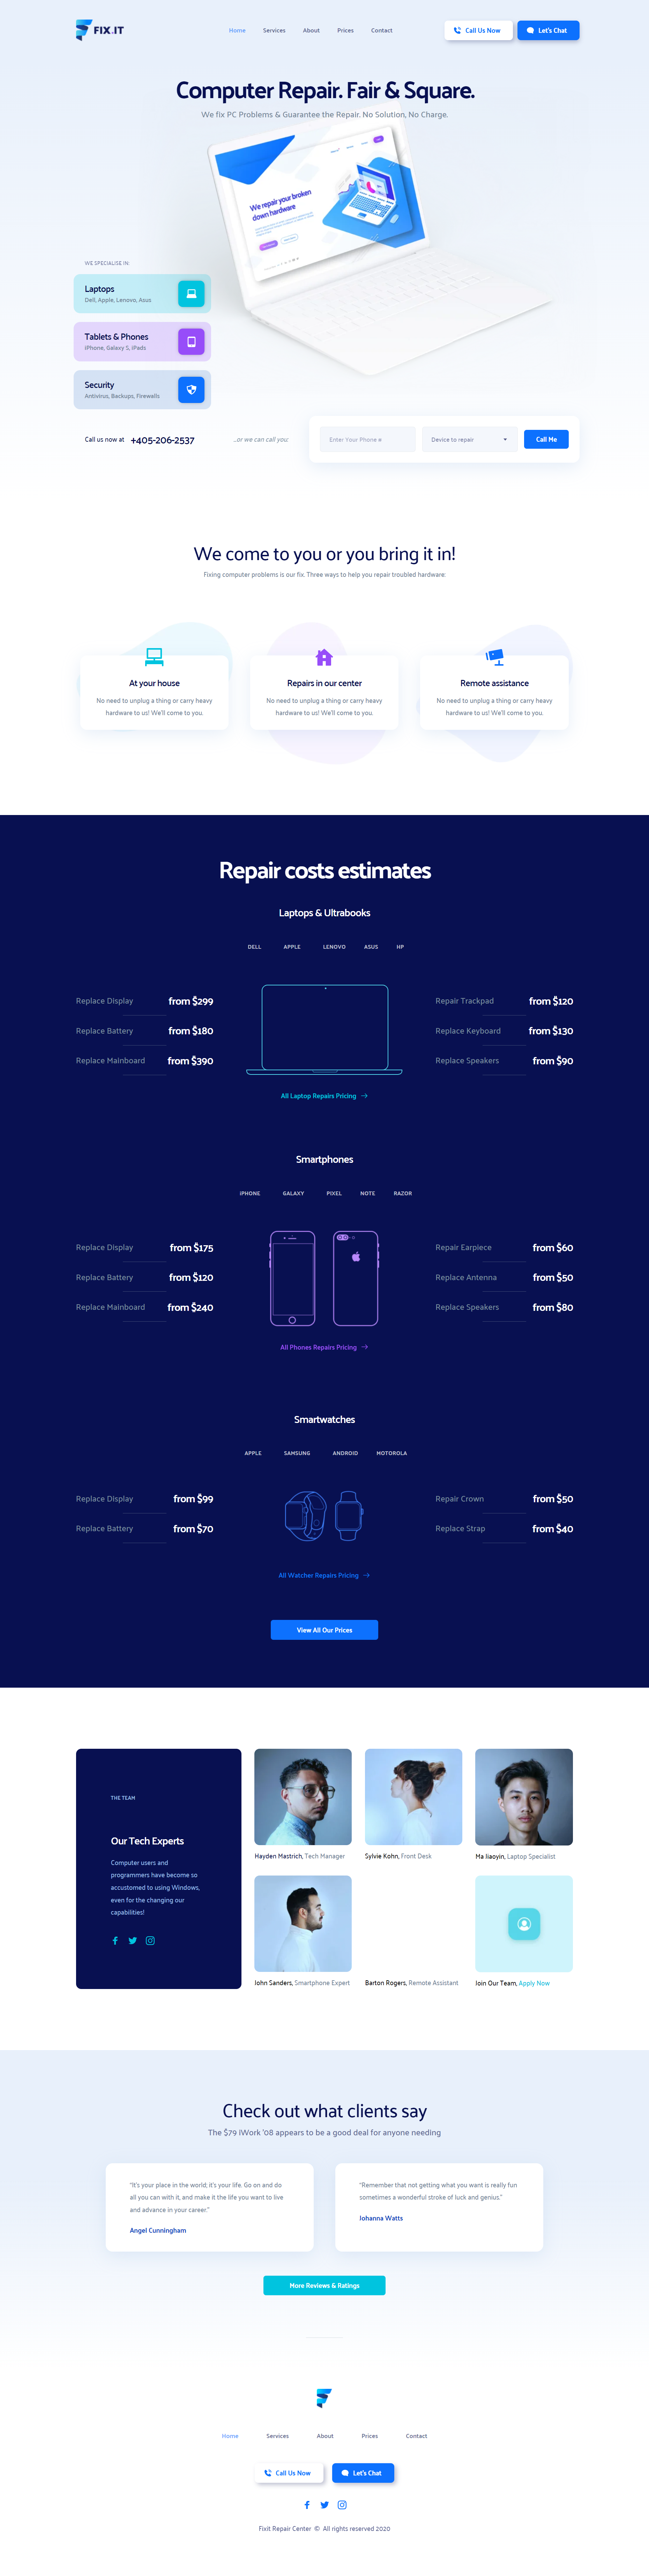 FIX.IT
Home
Services
About
Prices
Contact
Call Us Now
Let's Chat
Computer Repair. Fair & Square.
We fix PC Problems & Guarantee the Repair. No Solution, No Charge.
We repair your broken
down hardware
WE SPECIALISE IN:
Laptops
Dell, Apple, Lenovo, Asus
Tablets & Phones
iPhone, Galaxy S, iPads
Security
Antivirus, Backups, Firewalls
Call us now at +405-206-2537
...or we can call you:
Enter Your Phone #
Device to repair
Call Me
We come to you or you bring it in!
Fixing computer problems is our fix. Three ways to help you repair troubled hardware:
At your house
No need to unplug a thing or carry heavy
hardware to us! We'll come to you.
Repairs in our center
No need to unplug a thing or carry heavy
hardware to us! We'll come to you.
Remote assistance
No need to unplug a thing or carry heavy
hardware to us! We'll come to you.
Repair costs estimates
Laptops & Ultrabooks
DELL
APPLE
LENOVO
ASUS
HP
Replace Display from $299
Replace Battery from $180
Replace Mainboard from $390
Repair Trackpad from $120
Replace Keyboard from $130
Replace Speakers from $90
All Laptop Repairs Pricing
Smartphones
iPHONE
GALAXY
PIXEL
NOTE
RAZOR
Replace Display from $175
Replace Battery from $120
Replace Mainboard from $240
Repair Earpiece from $60
Replace Antenna from $50
Replace Speakers from $80
All Phones Repairs Pricing
Smartwatches
APPLE
SAMSUNG
ANDROID
MOTOROLA
Replace Display from $99
Replace Battery from $70
Repair Crown from $50
Replace Strap from $40
All Watcher Repairs Pricing
View All Our Prices
THE TEAM
Our Tech Experts
Computer users and
programmers have become so
accustomed to using Windows,
even for the changing our
capabilities!
Hayden Mastrich, Tech Manager
Sylvie Kohn, Front Desk
Ma Jiaoyin, Laptop Specialist
John Sanders, Smartphone Expert
Barton Rogers, Remote Assistant
Join Our Team, Apply Now
Check out what clients say
The $79 iWork '08 appears to be a good deal for anyone needing
"It's your place in the world; it's your life. Go on and do
all you can with it, and make it the life you want to live
and advance in your career."
Angel Cunningham
"Remember that not getting what you want is really fun
sometimes a wonderful stroke of luck and genius."
Johanna Watts
More Reviews & Ratings
Home
Services
About
Prices
Contact
Call Us Now
Let's Chat
Fixit Repair Center © All rights reserved 2020